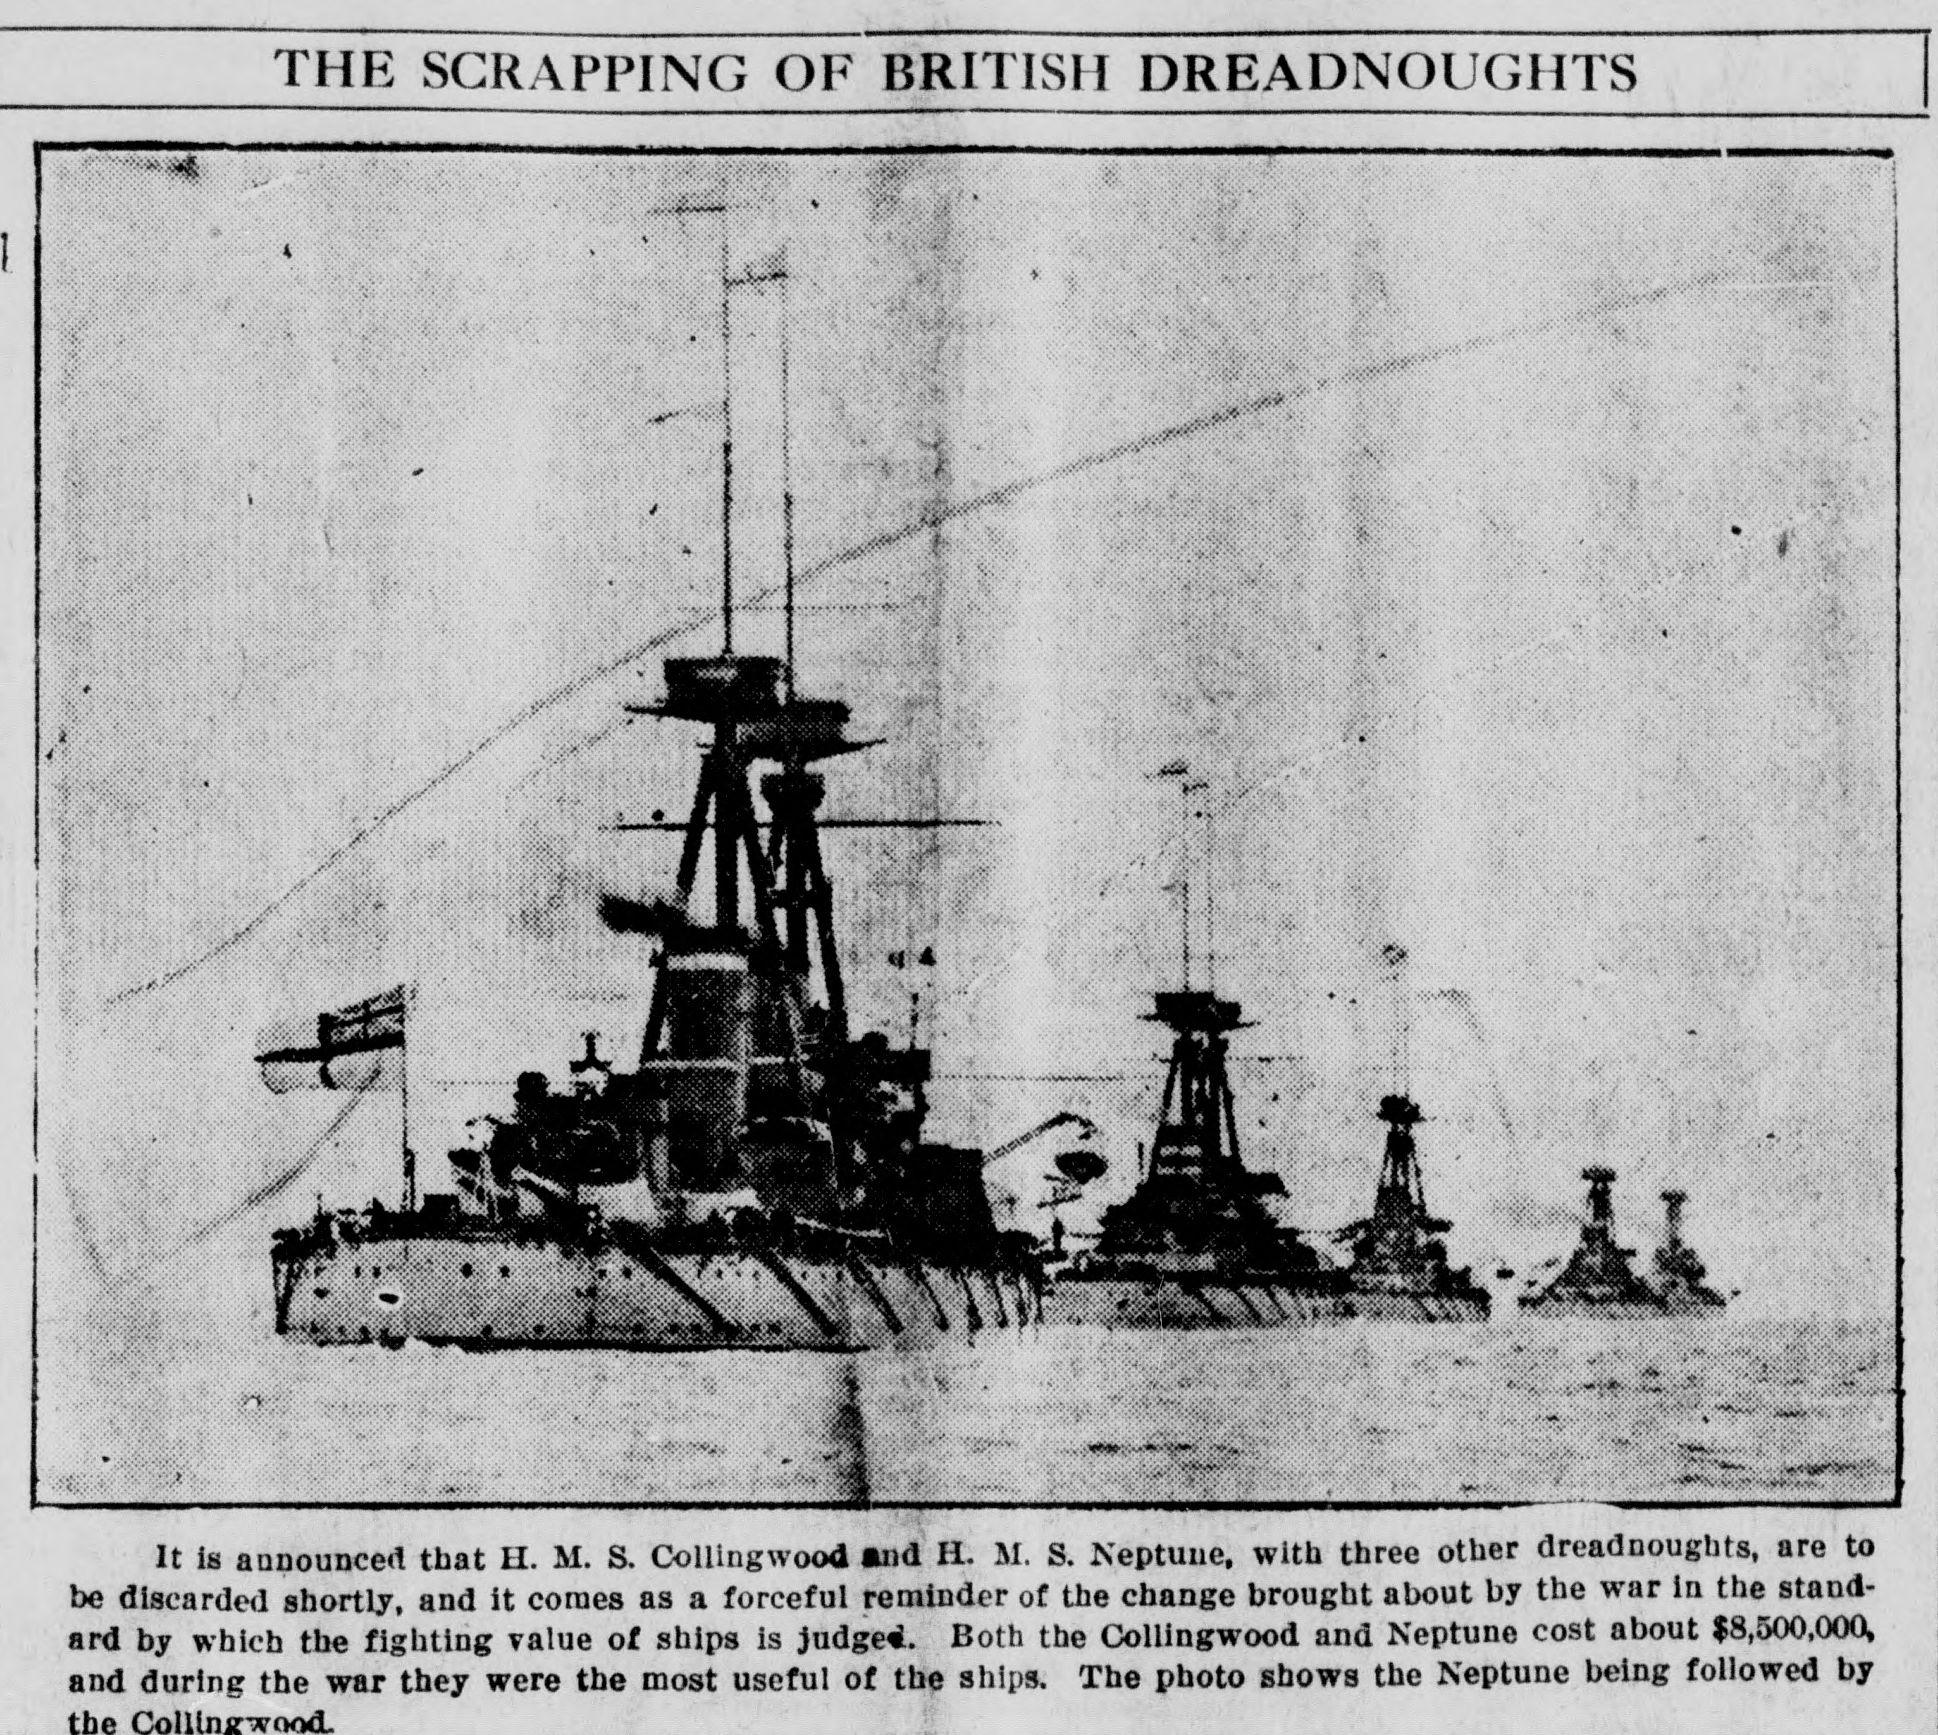 THE SCRAPPING OF BRITISH DREADNOUGHTS
It is announced that H. M. S. Collingwood and H. M. S. Neptune, with three other dreadnoughts, are to
be discarded shortly, and it comes as a forceful reminder of the change brought about by the war in the stand-
ard by which the fighting value of ships is judged. Both the Collingwood and Neptune cost about $8,500,000,
and during the war they were the most useful of the ships. The photo shows the Neptune being followed by
the Collingwood.